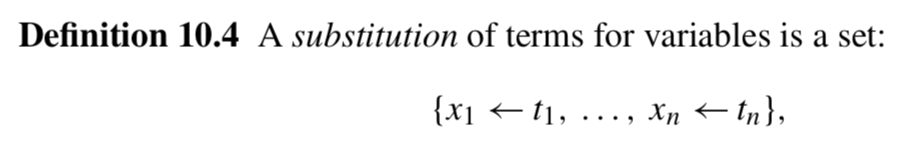 Definition 10.4 A substitution of terms for variables is a set:
{x₁ ← t₁, ..., xₙ ← tₙ},